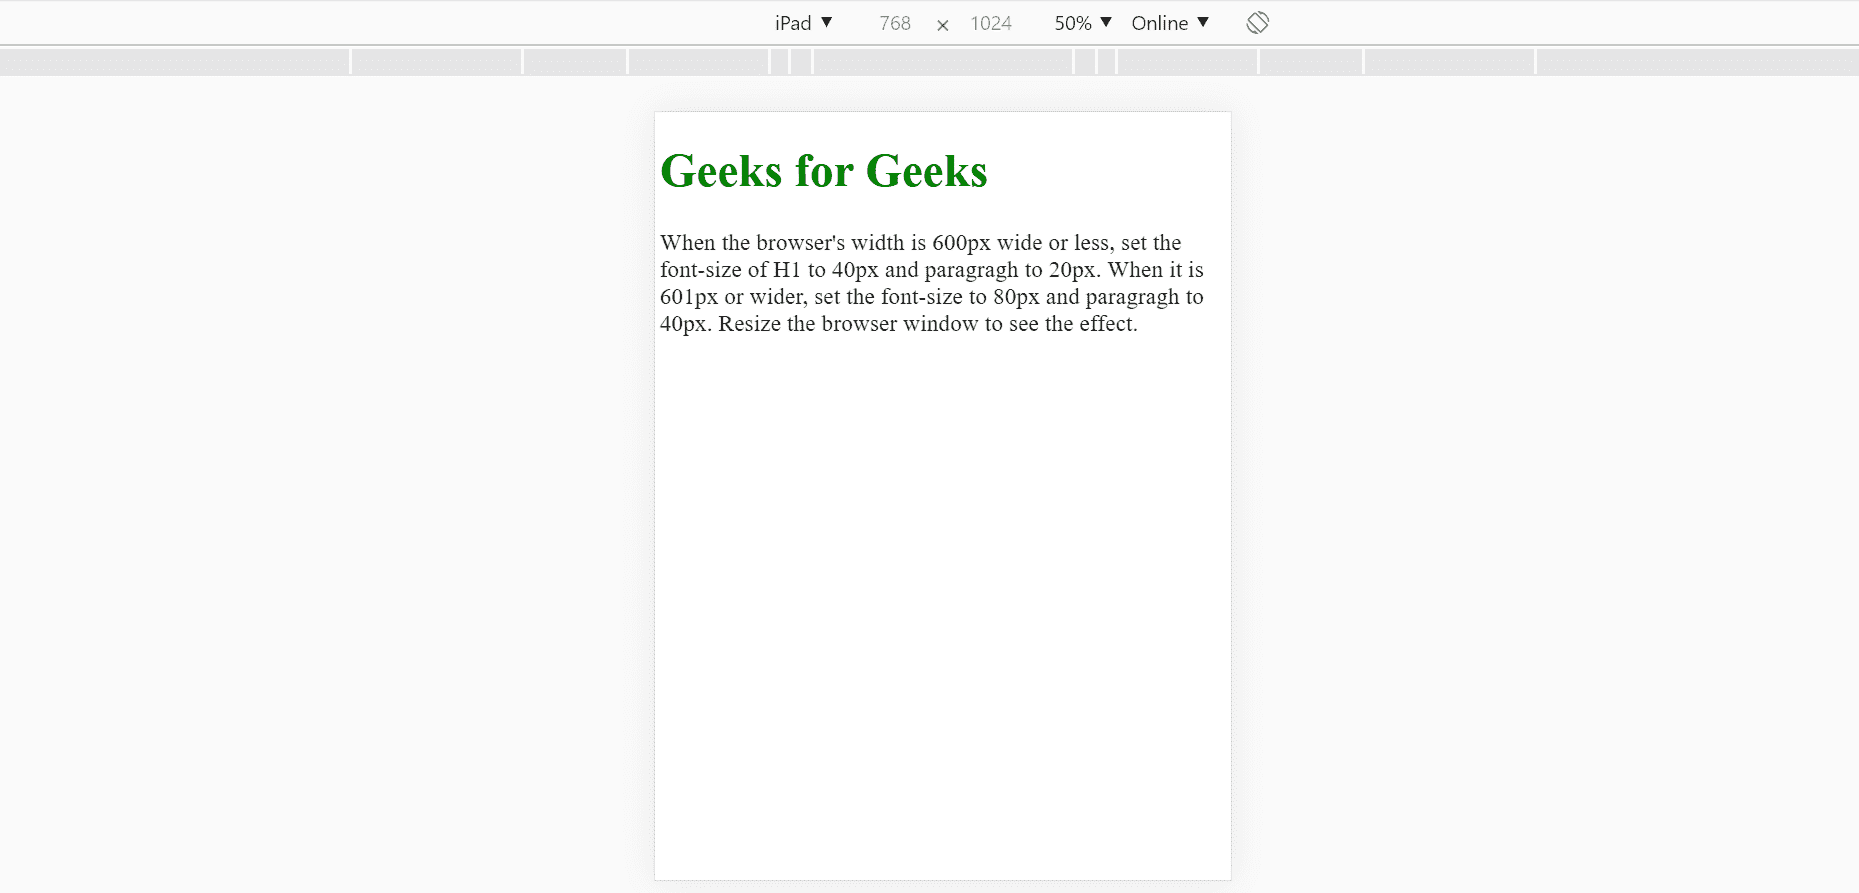 iPad ▼ 768 × 1024 50% ▼ Online ▼
Geeks for Geeks
When the browser's width is 600px wide or less, set the
font-size of H1 to 40px and paragragh to 20px. When it is
601px or wider, set the font-size to 80px and paragragh to
40px. Resize the browser window to see the effect.